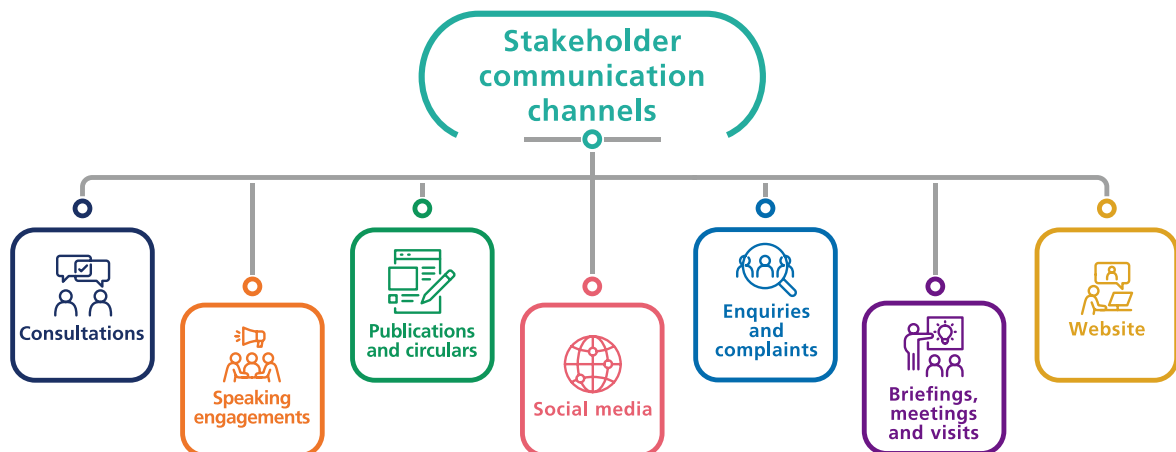 Stakeholder
communication
channels
Consultations
Speaking
engagements
Publications
and circulars
Social media
Enquiries
and
complaints
Briefings,
meetings
and visits
Website